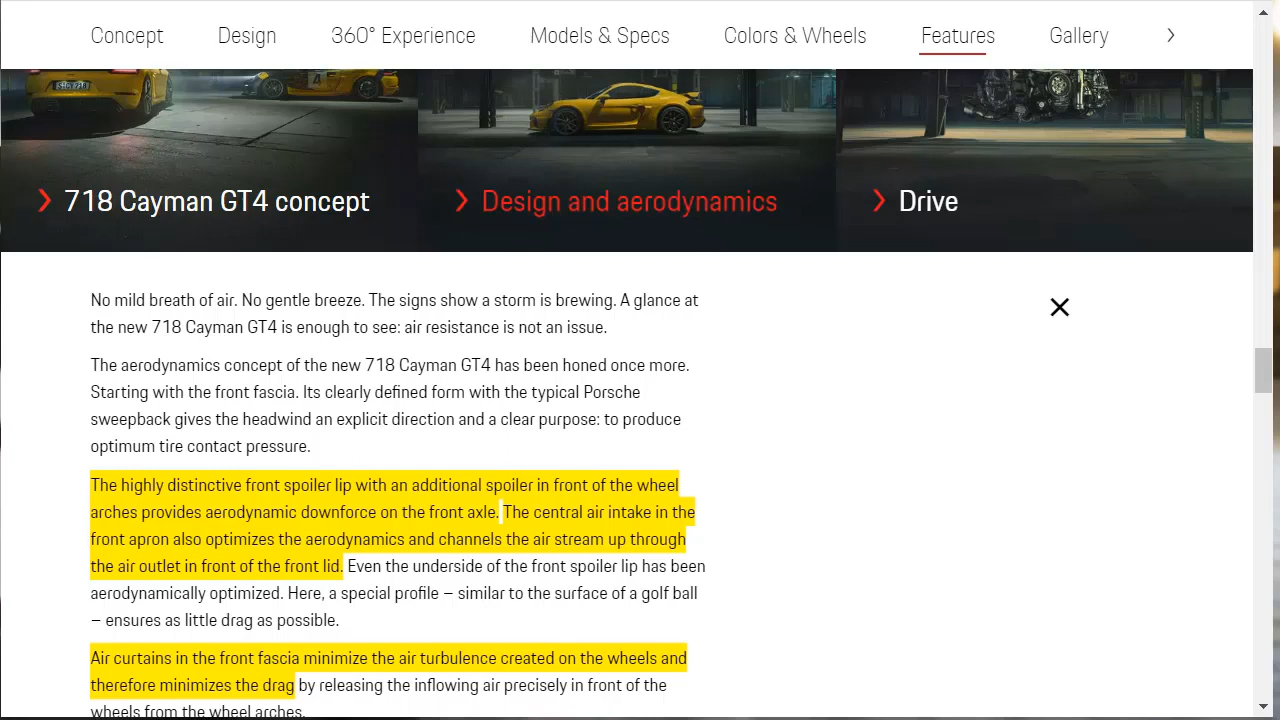 Concept Design 360° Experience Models & Specs Colors & Wheels Features Gallery
718 Cayman GT4 concept
Design and aerodynamics
Drive
No mild breath of air. No gentle breeze. The signs show a storm is brewing. A glance at
the new 718 Cayman GT4 is enough to see: air resistance is not an issue.
The aerodynamics concept of the new 718 Cayman GT4 has been honed once more.
Starting with the front fascia. Its clearly defined form with the typical Porsche
sweepback gives the headwind an explicit direction and a clear purpose: to produce
optimum tire contact pressure.
The highly distinctive front spoiler lip with an additional spoiler in front of the wheel
arches provides aerodynamic downforce on the front axle. The central air intake in the
front apron also optimizes the aerodynamics and channels the air stream up through
the air outlet in front of the front lid. Even the underside of the front spoiler lip has been
aerodynamically optimized. Here, a special profile – similar to the surface of a golf ball
– ensures as little drag as possible.
Air curtains in the front fascia minimize the air turbulence created on the wheels and
therefore minimizes the drag by releasing the inflowing air precisely in front of the
wheels from the wheel arches.